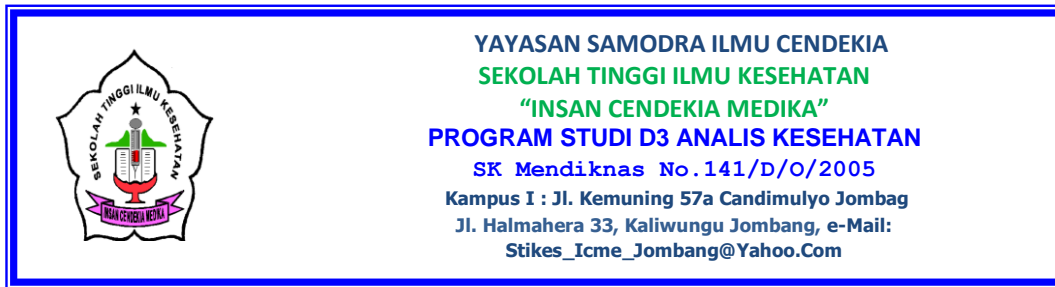 SEKOLAH TINGGI ILMU KESEHATAN
INSAN CENDEKIA MEDIKA
YAYASAN SAMODRA ILMU CENDEKIA
SEKOLAH TINGGI ILMU KESEHATAN
“INSAN CENDEKIA MEDIKA”
PROGRAM STUDI D3 ANALIS KESEHATAN
SK Mendiknas No.141/D/O/2005
Kampus I : Jl. Kemuning 57a Candimulyo Jombag
Jl. Halmahera 33, Kaliwungu Jombang, e-Mail:
Stikes_Icme_Jombang@Yahoo.Com